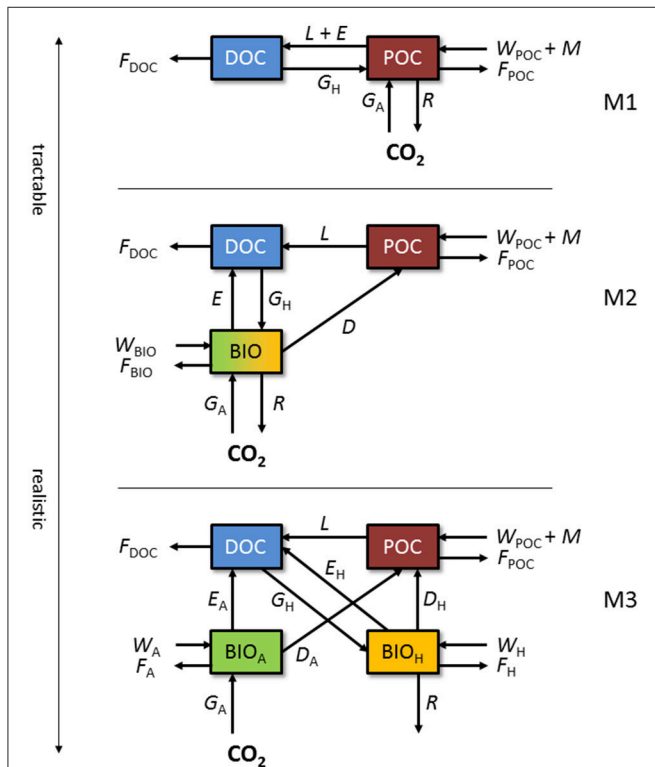 L + E
DOC
POC
F_DOC
W_POC + M
F_POC
G_H
G_A
R
M1
CO₂
tractable
L
DOC
POC
F_DOC
W_POC + M
F_POC
M2
E
G_H
D
W_BIO
BIO
F_BIO
G_A
R
CO₂
realistic
L
DOC
POC
F_DOC
W_POC + M
F_POC
E_H
E_A
G_H
D_H
M3
W_A
BIO_A
D_A
BIO_H
W_H
F_A
F_H
G_A
R
CO₂